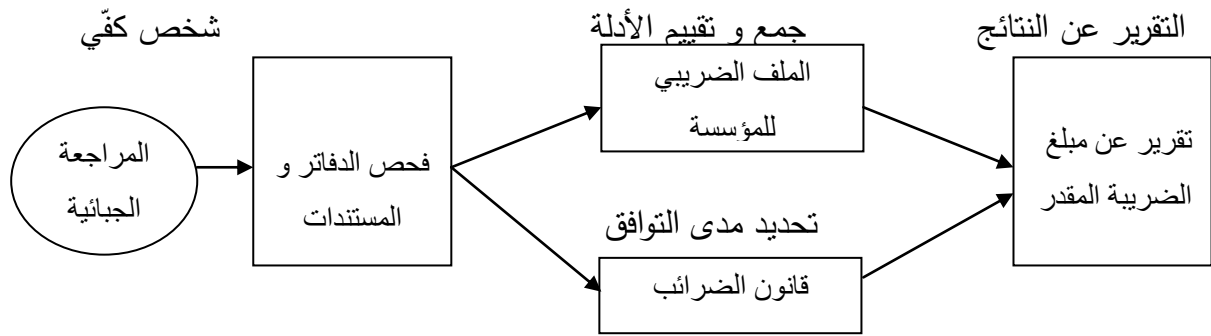 شخص كفّي
جمع و تقييم الأدلة
التقرير عن النتائج
المراجعة
الجبائية
فحص الدفاتر و
المستندات
الملف الضريبي
للمؤسسة
تحديد مدى التوافق
قانون الضرائب
تقرير عن مبلغ
الضريبة المقدر